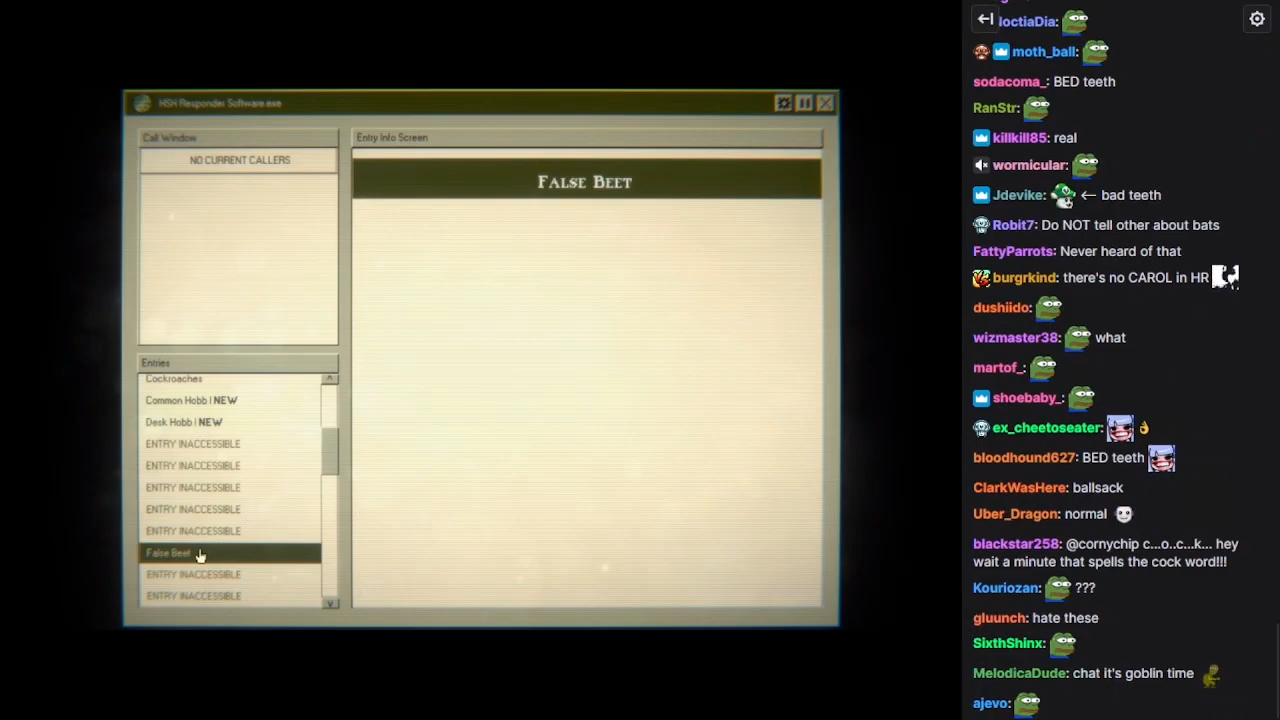 HSH Responder Software.exe
Call Window
NO CURRENT CALLERS
Entries
Cockroaches
Common Hobb | NEW
Desk Hobb | NEW
ENTRY INACCESSIBLE
ENTRY INACCESSIBLE
ENTRY INACCESSIBLE
ENTRY INACCESSIBLE
ENTRY INACCESSIBLE
False Beet
ENTRY INACCESSIBLE
ENTRY INACCESSIBLE
Entry Info Screen
FALSE BEET
loctiaDia:
moth_ball:
sodacoma_: BED teeth
RanStr:
killkill85: real
wormicular:
Jdevike: ← bad teeth
Robit7: Do NOT tell other about bats
FattyParrots: Never heard of that
burgrkind: there's no CAROL in HR
dushiido:
wizmaster38: what
martof_:
shoebaby_:
ex_cheetoseater:
bloodhound627: BED teeth
ClarkWasHere: ballsack
Uber_Dragon: normal
blackstar258: @cornychip c...o..c...k... hey
wait a minute that spells the cock word!!!
Kouriozan: ???
gluunch: hate these
SixthShinx:
MelodicaDude: chat it's goblin time
ajevo: